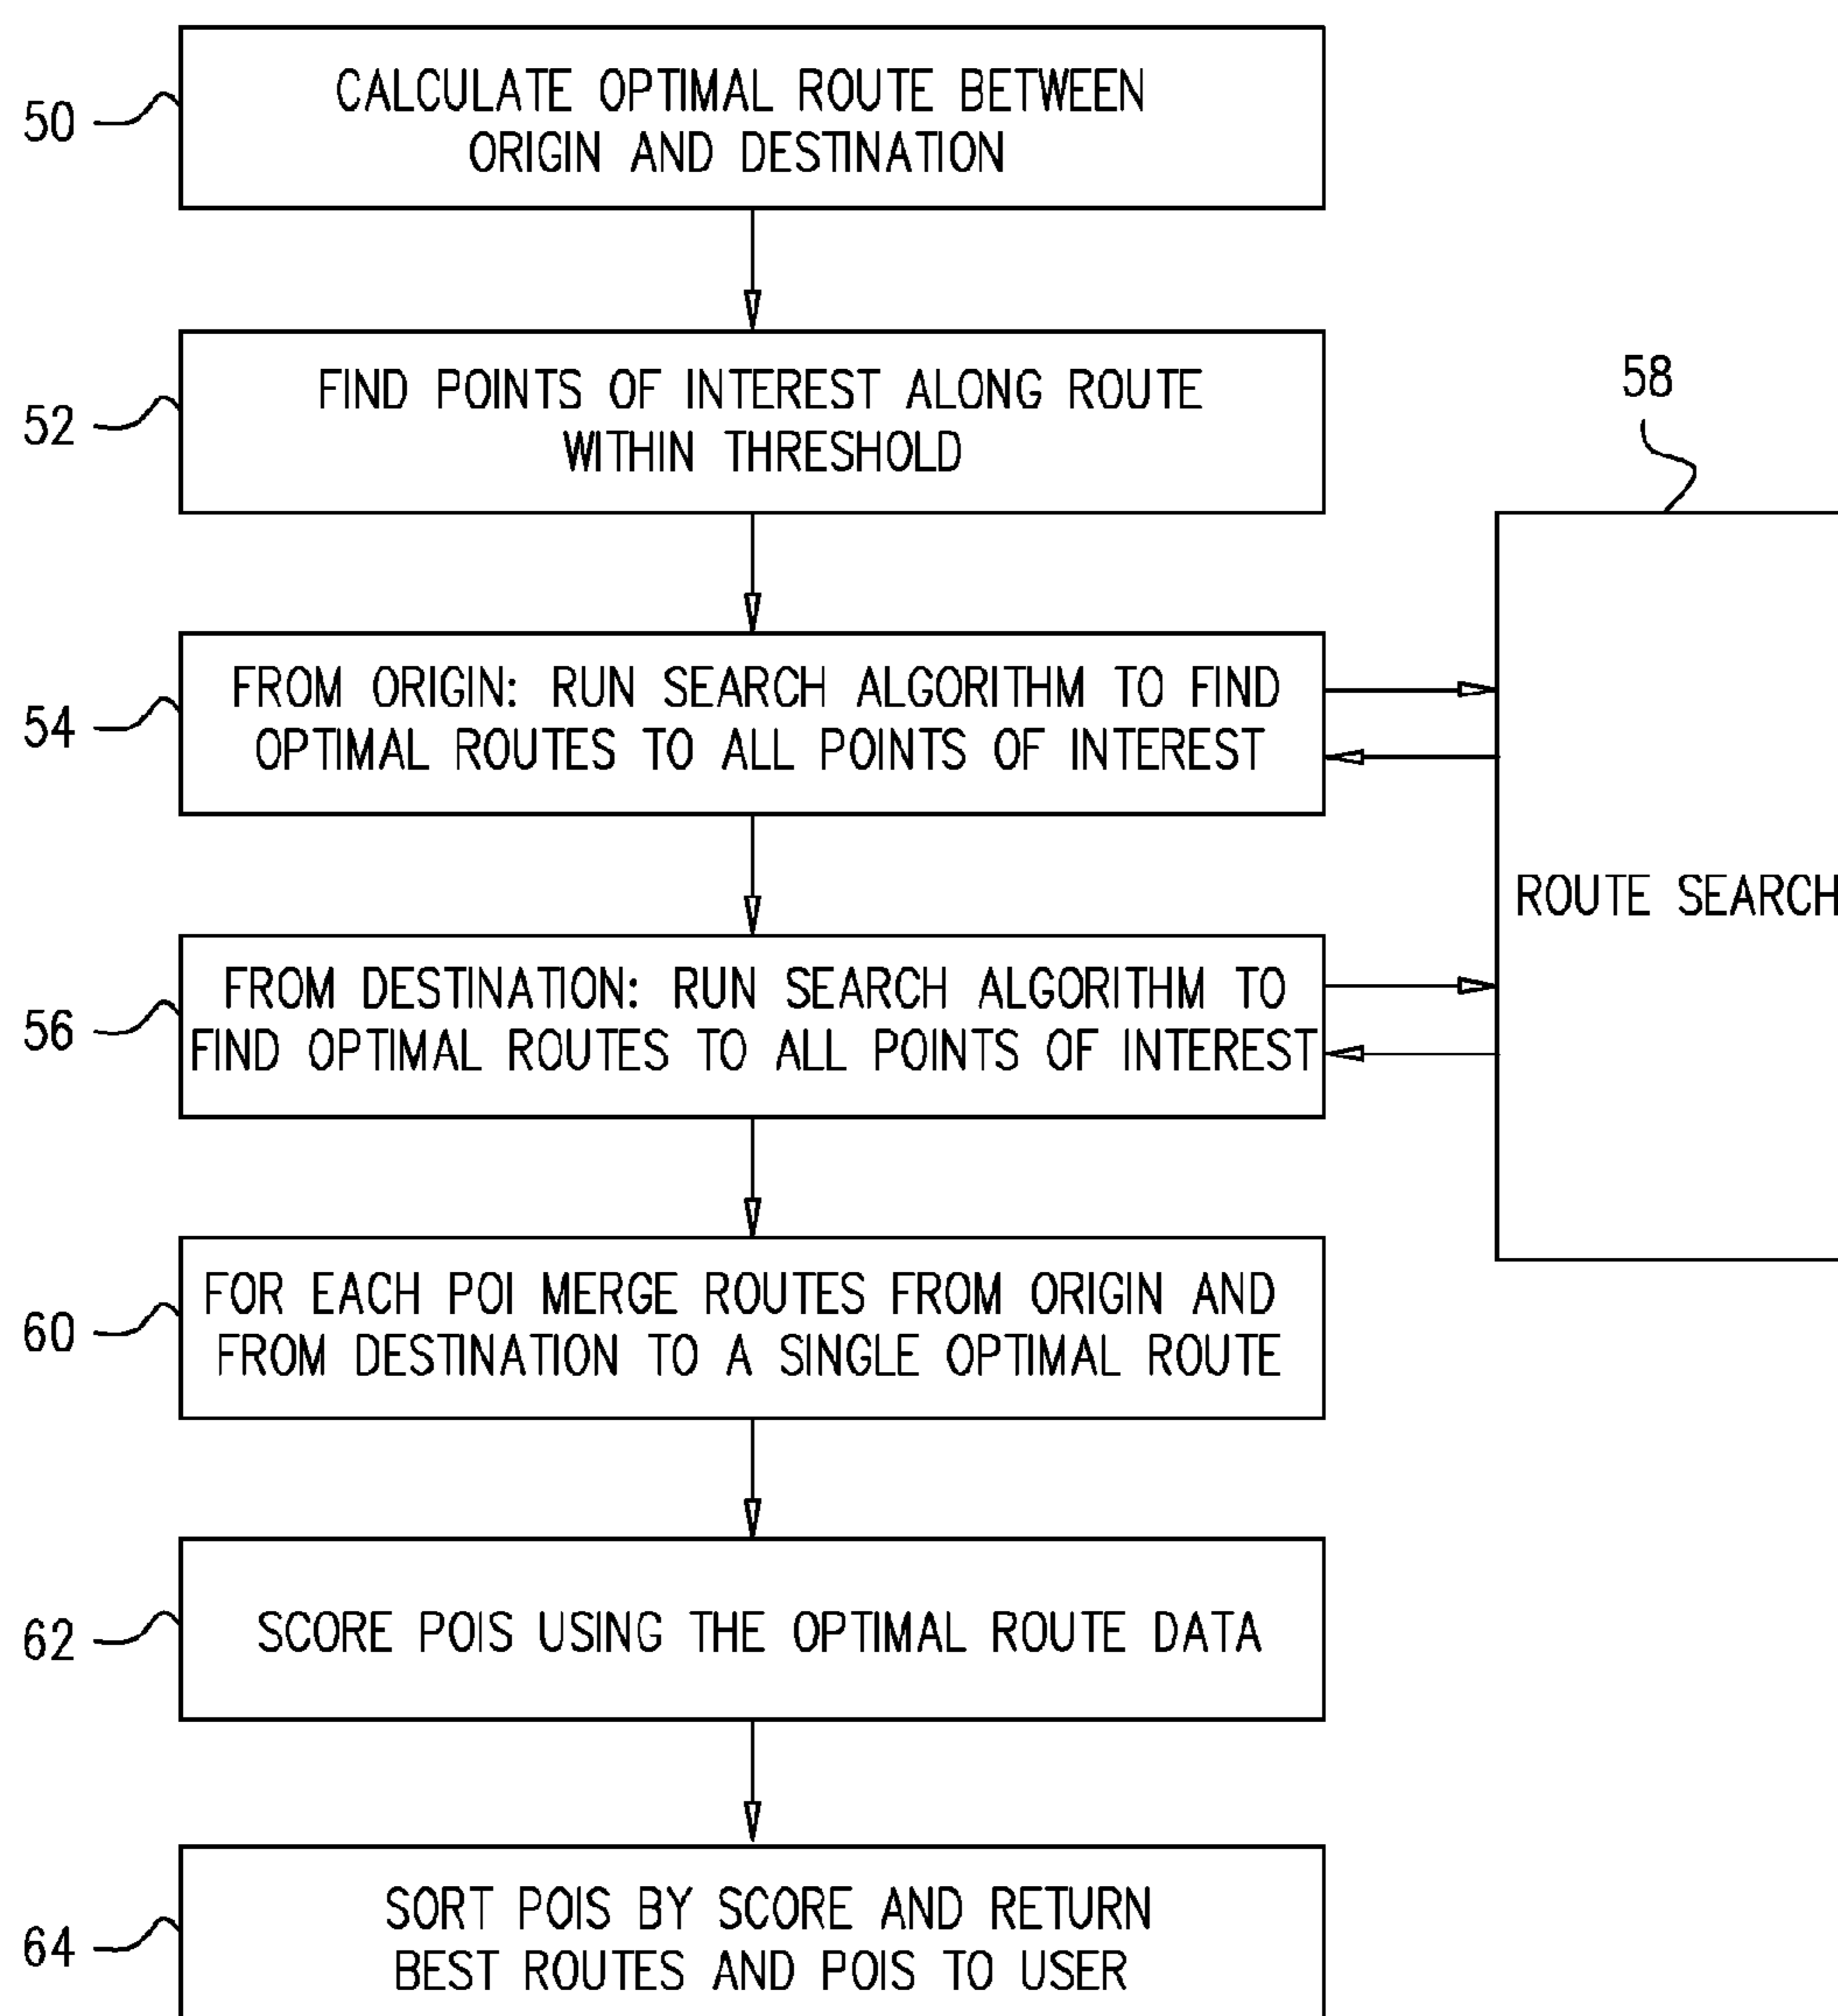 50
CALCULATE OPTIMAL ROUTE BETWEEN
ORIGIN AND DESTINATION
52
FIND POINTS OF INTEREST ALONG ROUTE
WITHIN THRESHOLD
58
54
FROM ORIGIN: RUN SEARCH ALGORITHM TO FIND
OPTIMAL ROUTES TO ALL POINTS OF INTEREST
ROUTE SEARCH
56
FROM DESTINATION: RUN SEARCH ALGORITHM TO
FIND OPTIMAL ROUTES TO ALL POINTS OF INTEREST
60
FOR EACH POI MERGE ROUTES FROM ORIGIN AND
FROM DESTINATION TO A SINGLE OPTIMAL ROUTE
62
SCORE POIS USING THE OPTIMAL ROUTE DATA
64
SORT POIS BY SCORE AND RETURN
BEST ROUTES AND POIS TO USER